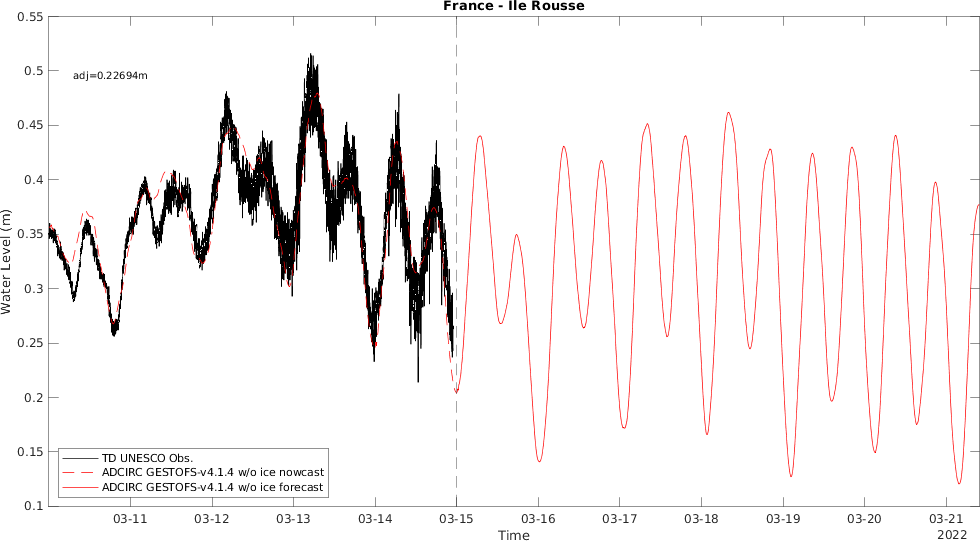 France - Ile Rousse
adj=0.22694m
Water Level (m)
0.55
0.5
0.45
0.4
0.35
0.3
0.25
0.2
0.15
0.1
TD UNESCO Obs.
ADCIRC GESTOFS-v4.1.4 w/o ice nowcast
ADCIRC GESTOFS-v4.1.4 w/o ice forecast
03-11 03-12 03-13 03-14 03-15 03-16 03-17 03-18 03-19 03-20 03-21
Time
2022